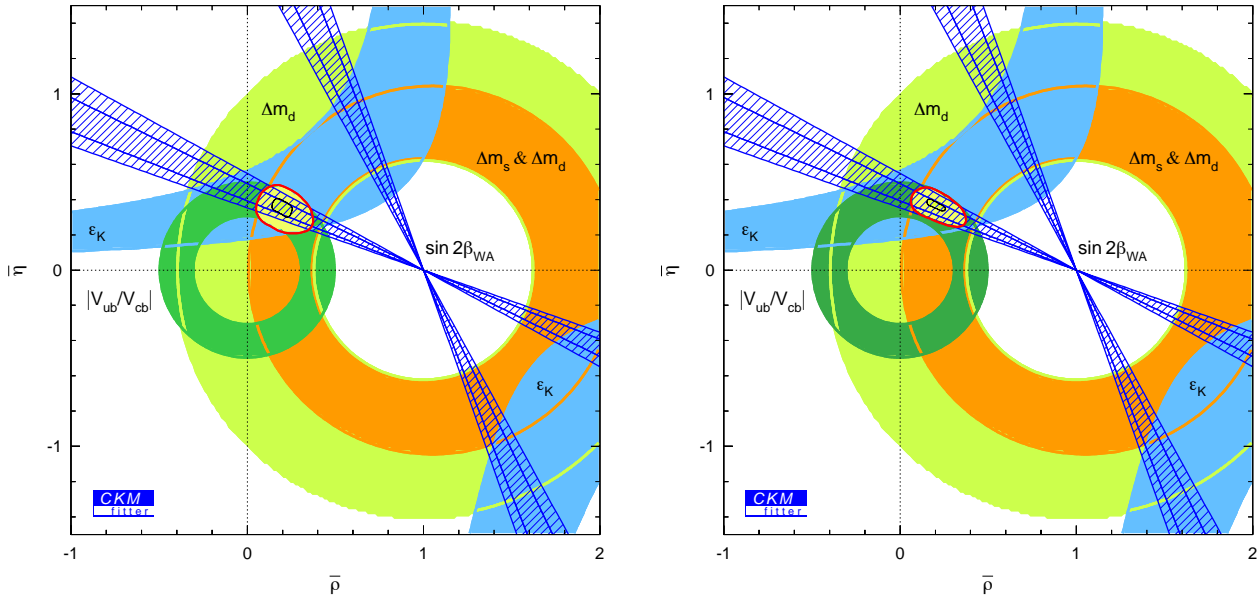 1
0
-1
-1
0
1
2
η̄
ρ̄
Δm_d
Δm_s & Δm_d
ε_K
sin 2β_WA
|V_ub/V_cb|
ε_K
CKM
fitter
1
0
-1
-1
0
1
2
η̄
ρ̄
Δm_d
Δm_s & Δm_d
ε_K
sin 2β_WA
|V_ub/V_cb|
ε_K
CKM
fitter